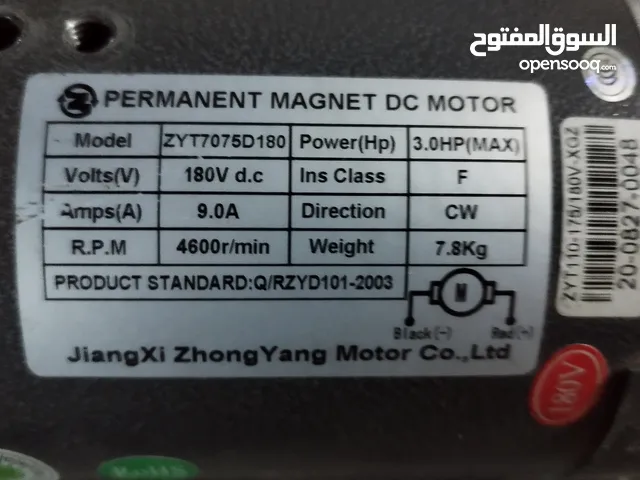 السوق المفتوح
opensooq.com
PERMANENT MAGNET DC MOTOR
Model ZYT7075D180 Power(Hp) 3.0HP(MAX)
Volts(V) 180V d.c Ins Class F
Amps(A) 9.0A Direction CW
R.P.M 4600r/min Weight 7.8Kg
PRODUCT STANDARD:Q/RZYD101-2003
M
Black(-) Red(+)
JiangXi ZhongYang Motor Co.,Ltd
ZYT110-175/180V-XGZ
20-0827-0048
180V